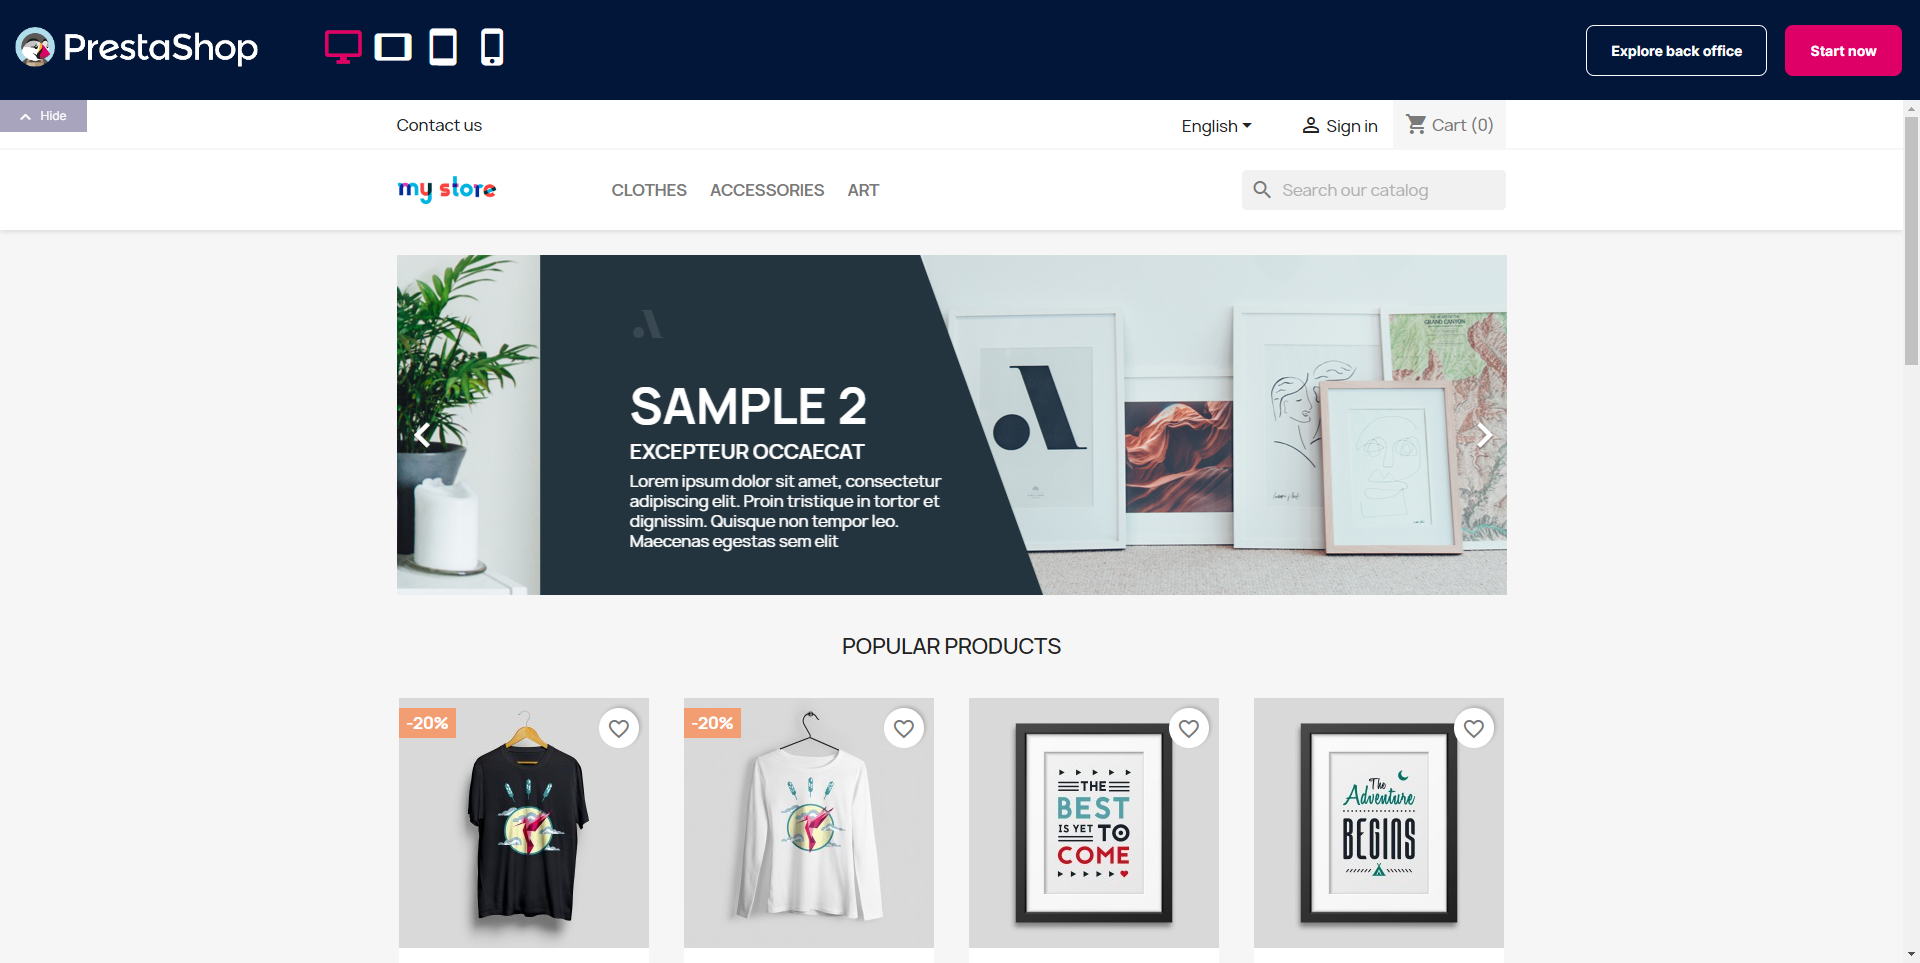 PrestaShop
Explore back office
Start now
Hide
Contact us
English
Sign in
Cart (0)
my store
CLOTHES
ACCESSORIES
ART
Search our catalog
GRAND CANYON
SAMPLE 2
EXCEPTEUR OCCAECAT
Lorem ipsum dolor sit amet, consectetur
adipiscing elit. Proin tristique in tortor et
dignissim. Quisque non tempor leo.
Maecenas egestas sem elit
POPULAR PRODUCTS
-20%
-20%
THE
BEST
IS YET TO
COME
The
Adventure
BEGINS